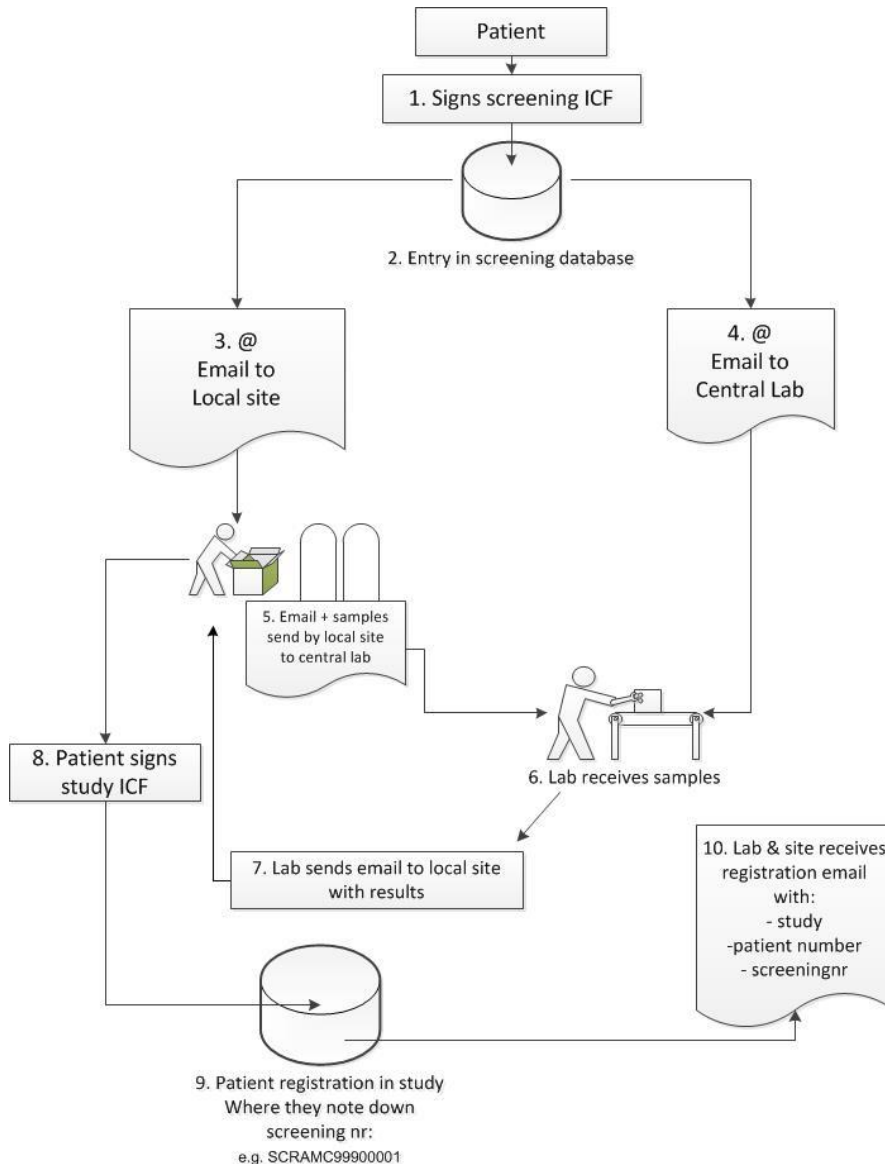 Patient
1. Signs screening ICF
2. Entry in screening database
3. @
Email to
Local site
4. @
Email to
Central Lab
5. Email + samples
send by local site
to central lab
6. Lab receives samples
7. Lab sends email to local site
with results
8. Patient signs
study ICF
9. Patient registration in study
Where they note down
screening nr:
e.g. SCRAMC99900001
10. Lab & site receives
registration email
with:
- study
-patient number
- screeningnr